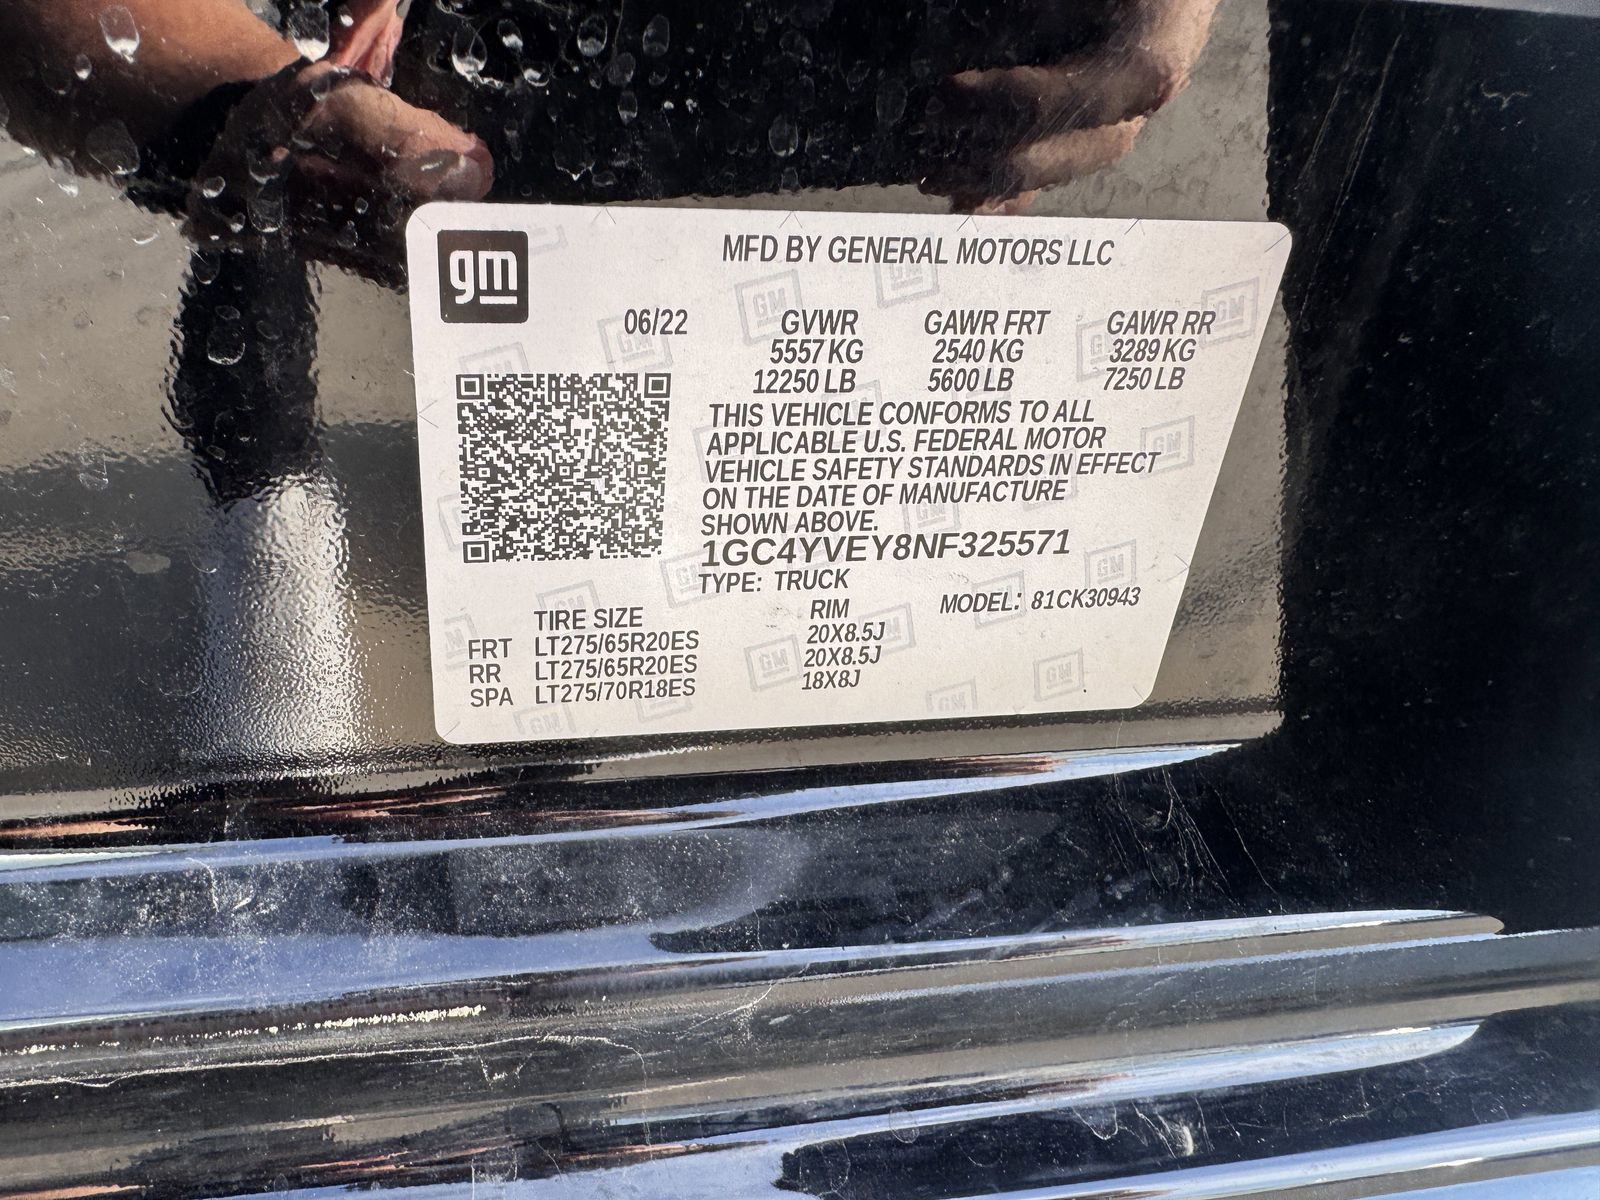 gm
MFD BY GENERAL MOTORS LLC
06/22 GVWR GAWR FRT GAWR RR
5557 KG 2540 KG 3289 KG
12250 LB 5600 LB 7250 LB
THIS VEHICLE CONFORMS TO ALL
APPLICABLE U.S. FEDERAL MOTOR
VEHICLE SAFETY STANDARDS IN EFFECT
ON THE DATE OF MANUFACTURE
SHOWN ABOVE.
1GC4YVEY8NF325571
TYPE: TRUCK
TIRE SIZE RIM MODEL: 81CK30943
FRT LT275/65R20ES 20X8.5J
RR LT275/65R20ES 20X8.5J
SPA LT275/70R18ES 18X8J